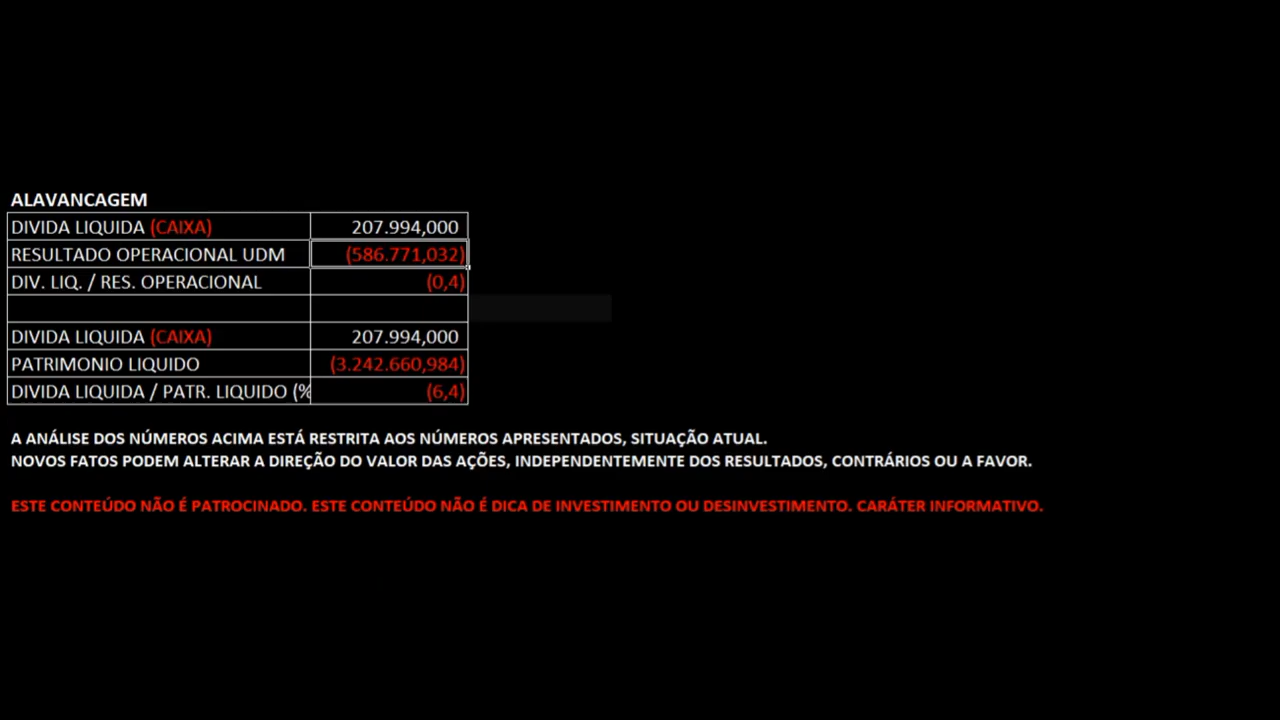 ALAVANCAGEM
DIVIDA LIQUIDA (CAIXA) 207.994,000
RESULTADO OPERACIONAL UDM (586.771,032)
DIV. LIQ. / RES. OPERACIONAL (0,4)
DIVIDA LIQUIDA (CAIXA) 207.994,000
PATRIMONIO LIQUIDO (3.242.660,984)
DIVIDA LIQUIDA / PATR. LIQUIDO (% (6,4)
A ANÁLISE DOS NÚMEROS ACIMA ESTÁ RESTRITA AOS NÚMEROS APRESENTADOS, SITUAÇÃO ATUAL.
NOVOS FATOS PODEM ALTERAR A DIREÇÃO DO VALOR DAS AÇÕES, INDEPENDENTEMENTE DOS RESULTADOS, CONTRÁRIOS OU A FAVOR.
ESTE CONTEÚDO NÃO É PATROCINADO. ESTE CONTEÚDO NÃO É DICA DE INVESTIMENTO OU DESINVESTIMENTO. CARÁTER INFORMATIVO.